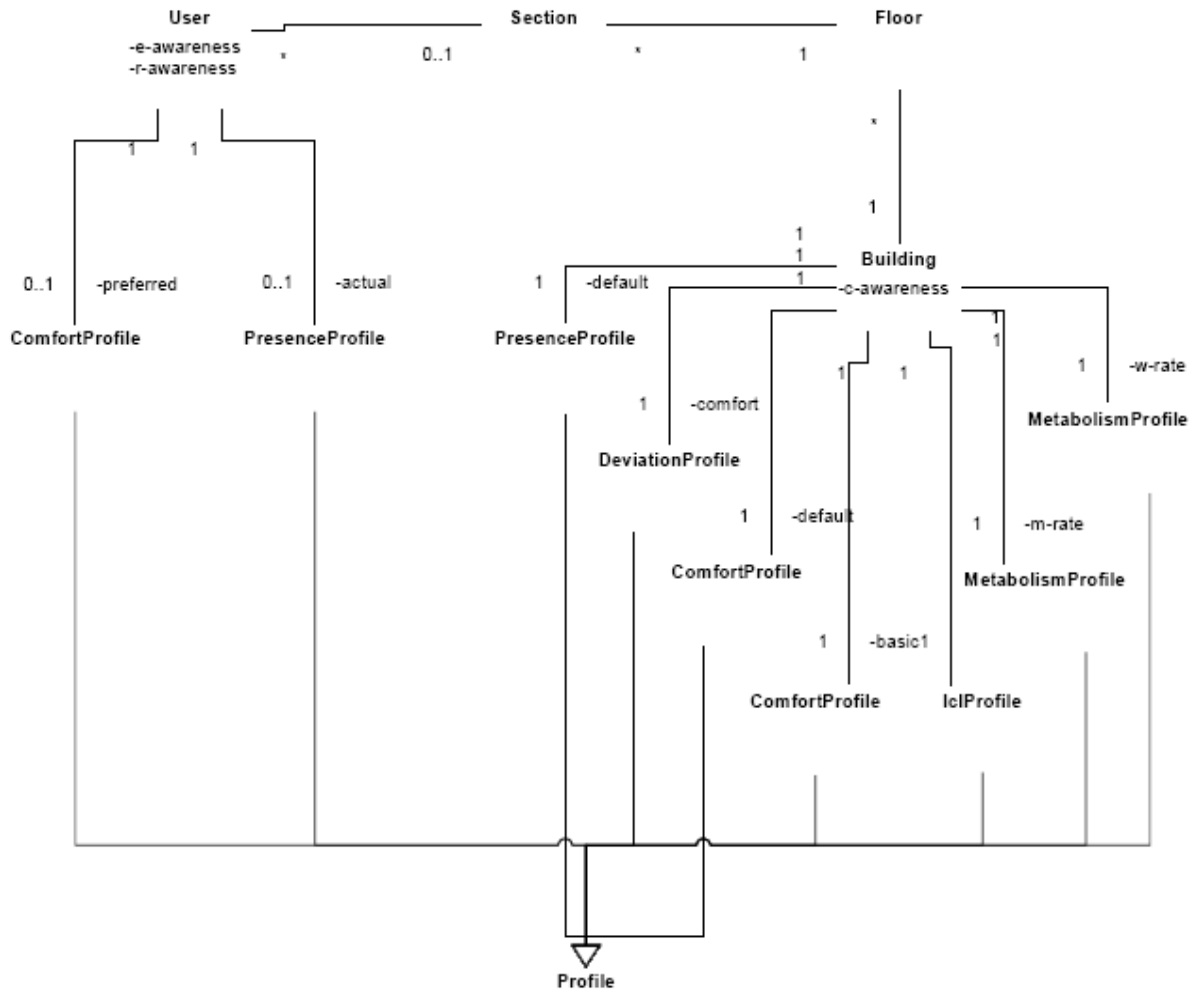 User
Section
Floor
-e-awareness
-r-awareness
*
0..1
*
1
*
1
1
1
1
1
Building
1
-c-awareness
0..1
-preferred
0..1
-actual
1
-default
1
1
ComfortProfile
PresenceProfile
PresenceProfile
1
1
1
-w-rate
1
-comfort
MetabolismProfile
DeviationProfile
1
-default
1
-m-rate
ComfortProfile
MetabolismProfile
1
-basic1
ComfortProfile
IclProfile
Profile